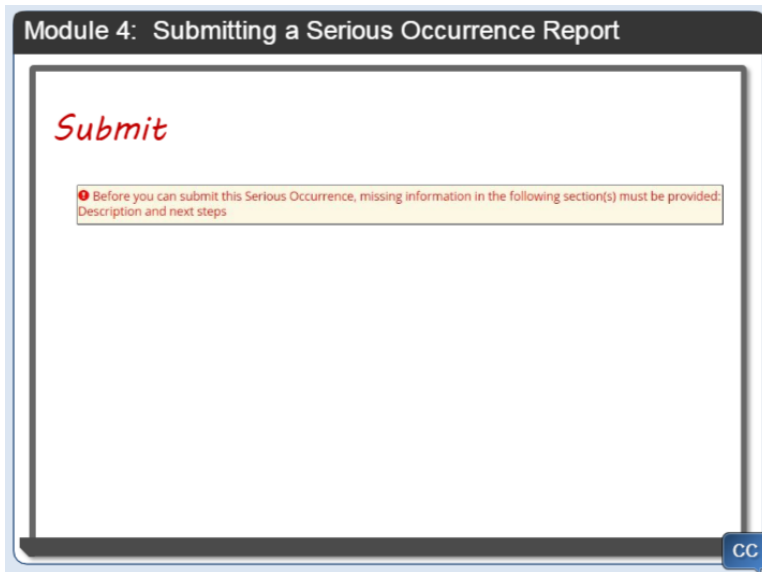 Module 4: Submitting a Serious Occurrence Report
Submit
Before you can submit this Serious Occurrence, missing information in the following section(s) must be provided:
Description and next steps
CC